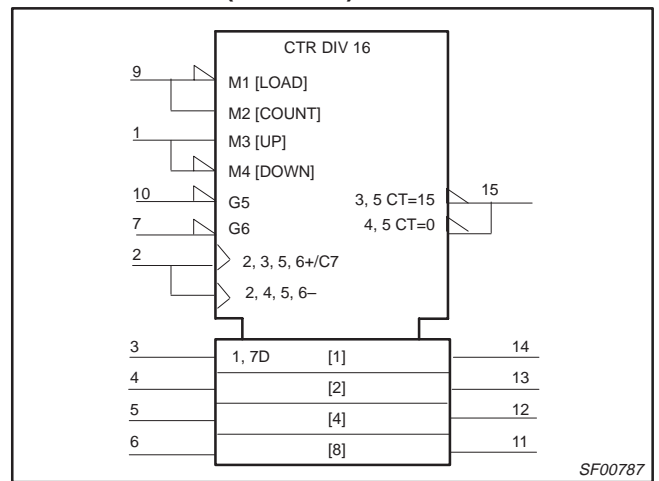 CTR DIV 16
9
M1 [LOAD]
M2 [COUNT]
1
M3 [UP]
M4 [DOWN]
10
G5
3, 5 CT=15
15
7
G6
4, 5 CT=0
2
2, 3, 5, 6+/C7
2, 4, 5, 6–
3
1, 7D
[1]
14
4
[2]
13
5
[4]
12
6
[8]
11
SF00787